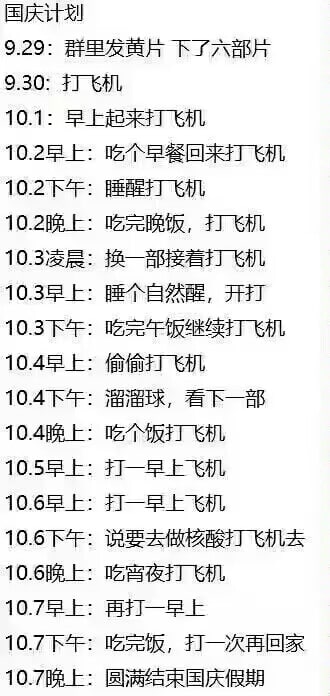 国庆计划
9.29：群里发黄片 下了六部片
9.30：打飞机
10.1：早上起来打飞机
10.2早上：吃个早餐回来打飞机
10.2下午：睡醒打飞机
10.2晚上：吃完晚饭，打飞机
10.3凌晨：换一部接着打飞机
10.3早上：睡个自然醒，开打
10.3下午：吃完午饭继续打飞机
10.4早上：偷偷打飞机
10.4下午：溜溜球，看下一部
10.4晚上：吃个饭打飞机
10.5早上：打一早上飞机
10.6早上：打一早上飞机
10.6下午：说要去做核酸打飞机去
10.6晚上：吃宵夜打飞机
10.7早上：再打一早上
10.7下午：吃完饭，打一次再回家
10.7晚上：圆满结束国庆假期